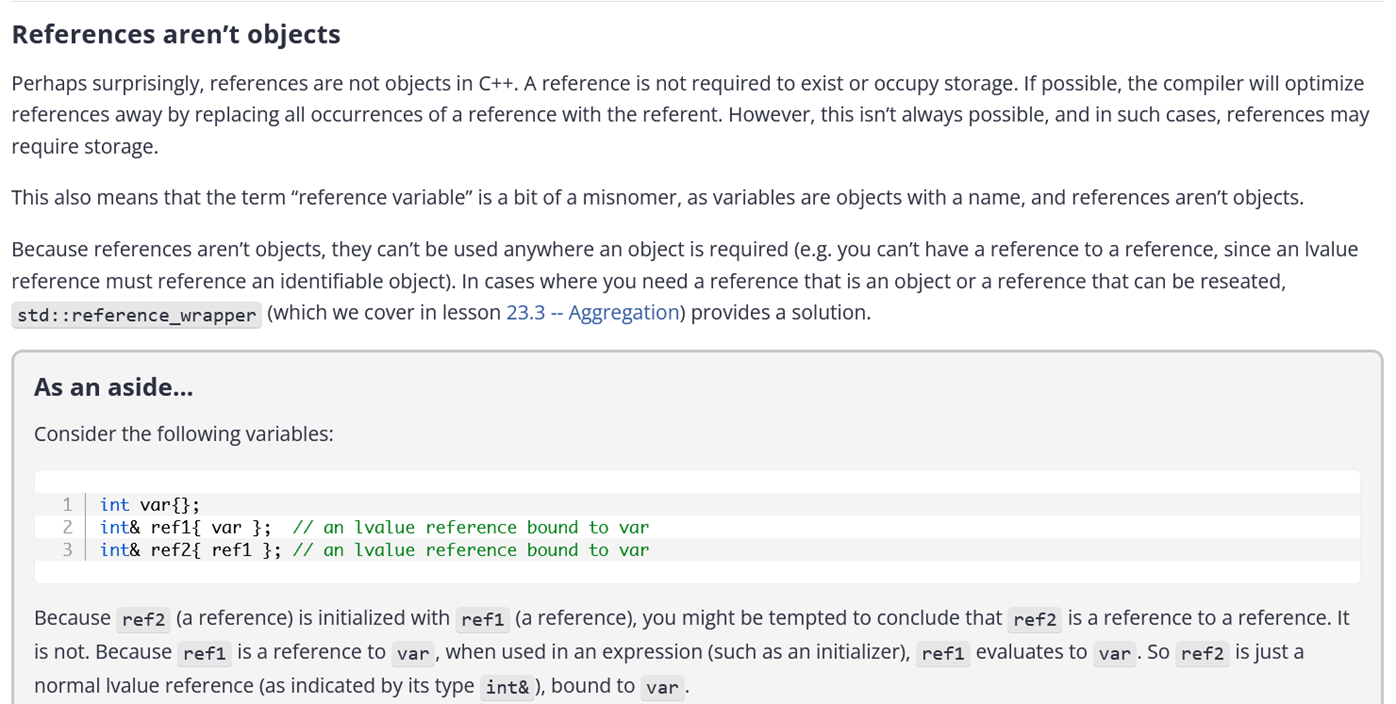 References aren’t objects
Perhaps surprisingly, references are not objects in C++. A reference is not required to exist or occupy storage. If possible, the compiler will optimize
references away by replacing all occurrences of a reference with the referent. However, this isn’t always possible, and in such cases, references may
require storage.
This also means that the term “reference variable” is a bit of a misnomer, as variables are objects with a name, and references aren’t objects.
Because references aren’t objects, they can’t be used anywhere an object is required (e.g. you can’t have a reference to a reference, since an lvalue
reference must reference an identifiable object). In cases where you need a reference that is an object or a reference that can be reseated,
std::reference_wrapper (which we cover in lesson 23.3 -- Aggregation) provides a solution.
As an aside…
Consider the following variables:
1 int var{};
2 int& ref1{ var };  // an lvalue reference bound to var
3 int& ref2{ ref1 }; // an lvalue reference bound to var
Because ref2 (a reference) is initialized with ref1 (a reference), you might be tempted to conclude that ref2 is a reference to a reference. It
is not. Because ref1 is a reference to var, when used in an expression (such as an initializer), ref1 evaluates to var. So ref2 is just a
normal lvalue reference (as indicated by its type int&), bound to var.